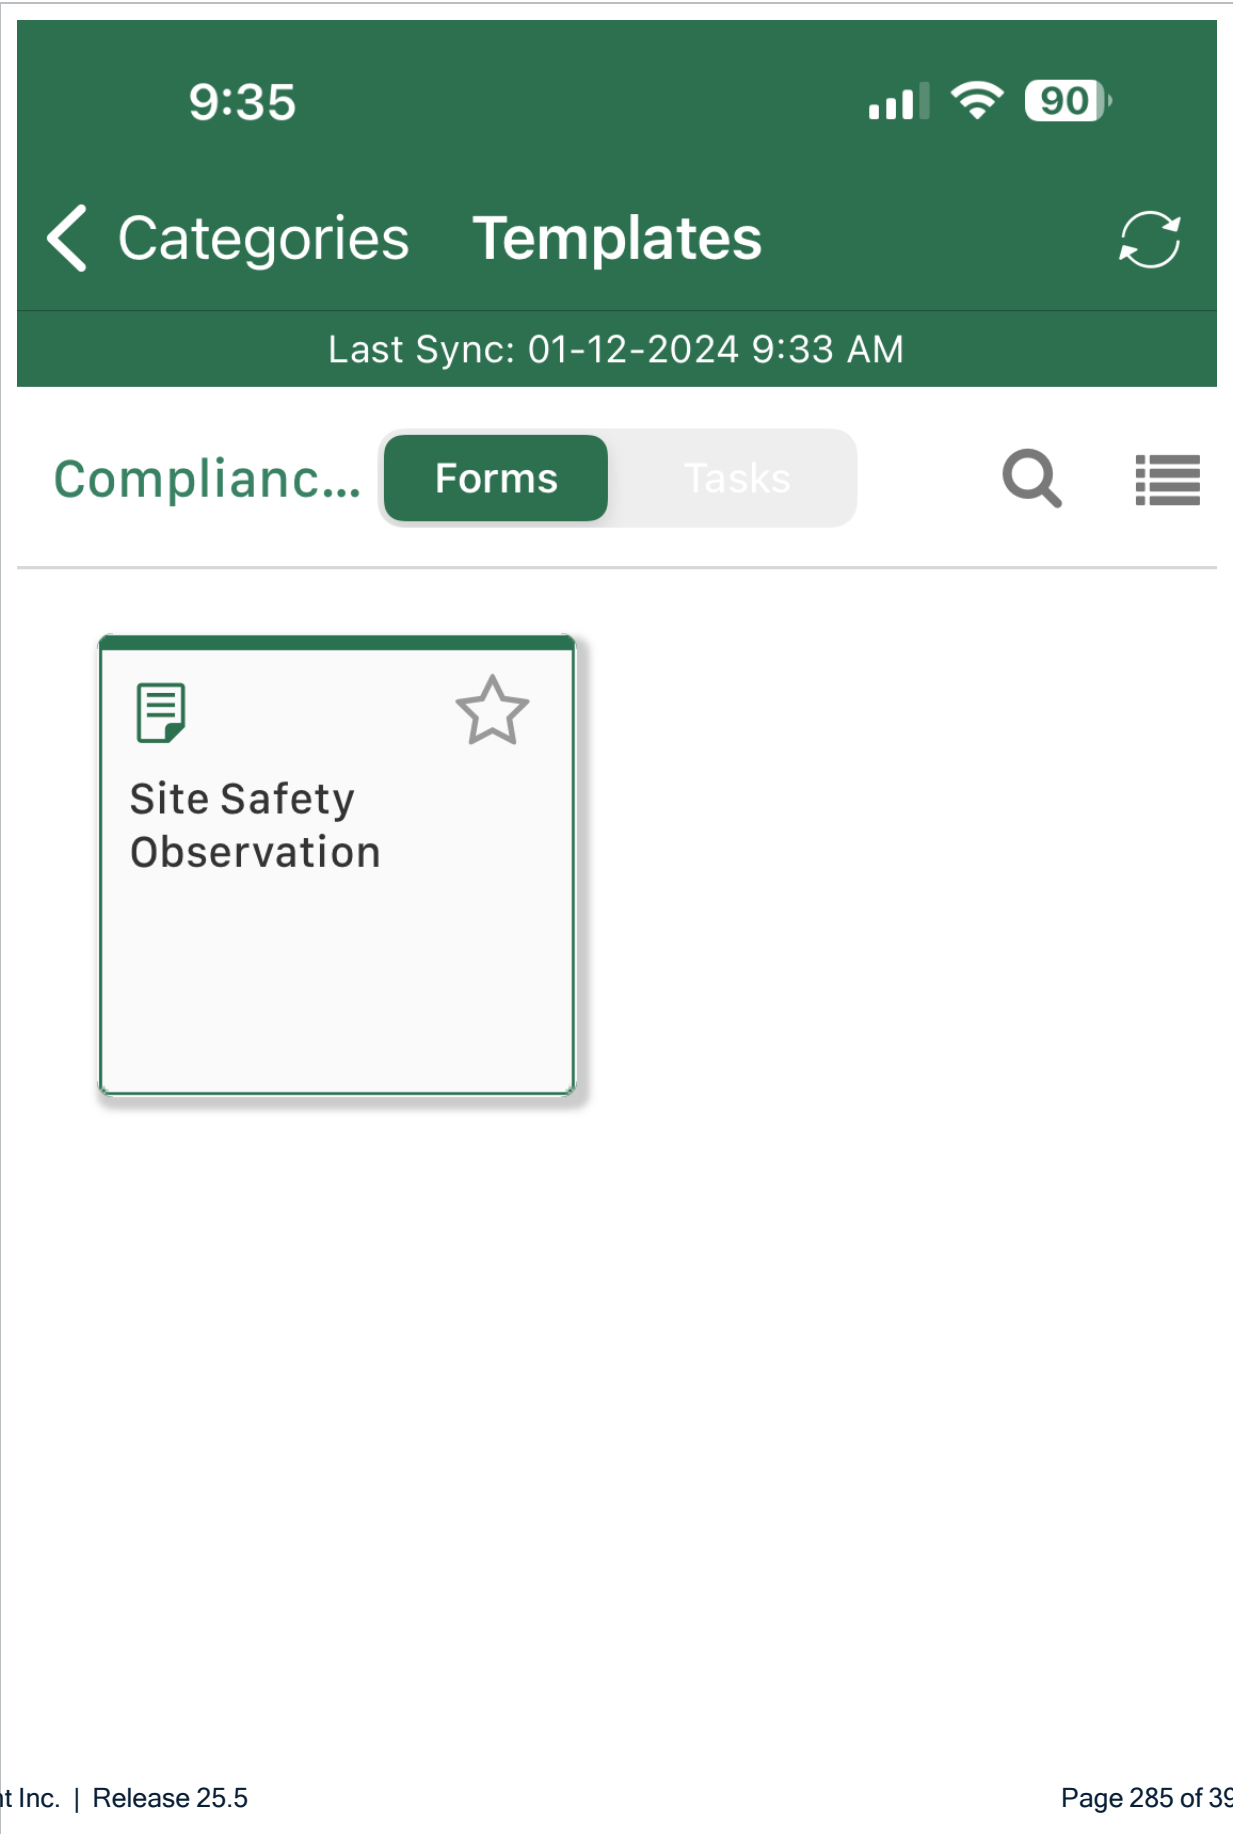 9:35
90
Categories Templates
Last Sync: 01-12-2024 9:33 AM
Complianc... Forms Tasks
Site Safety
Observation
Inc. | Release 25.5
Page 285 of